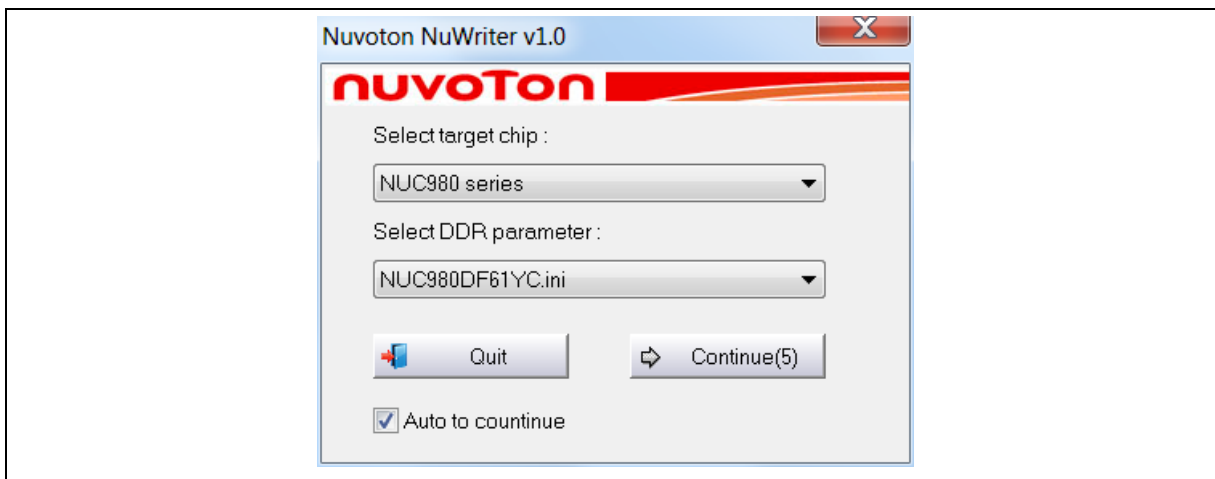 Nuvoton NuWriter v1.0
nuvoTon
Select target chip :
NUC980 series
Select DDR parameter :
NUC980DF61YC.ini
Quit Continue(5)
Auto to countinue